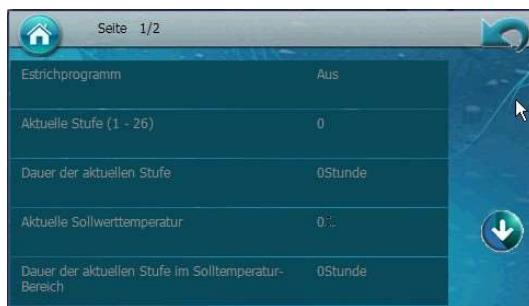 Seite 1/2
Estrichprogramm Aus
Aktuelle Stufe (1 - 26) 0
Dauer der aktuellen Stufe 0Stunde
Aktuelle Sollwerttemperatur 0
Dauer der aktuellen Stufe im Solltemperatur- 0Stunde
Bereich